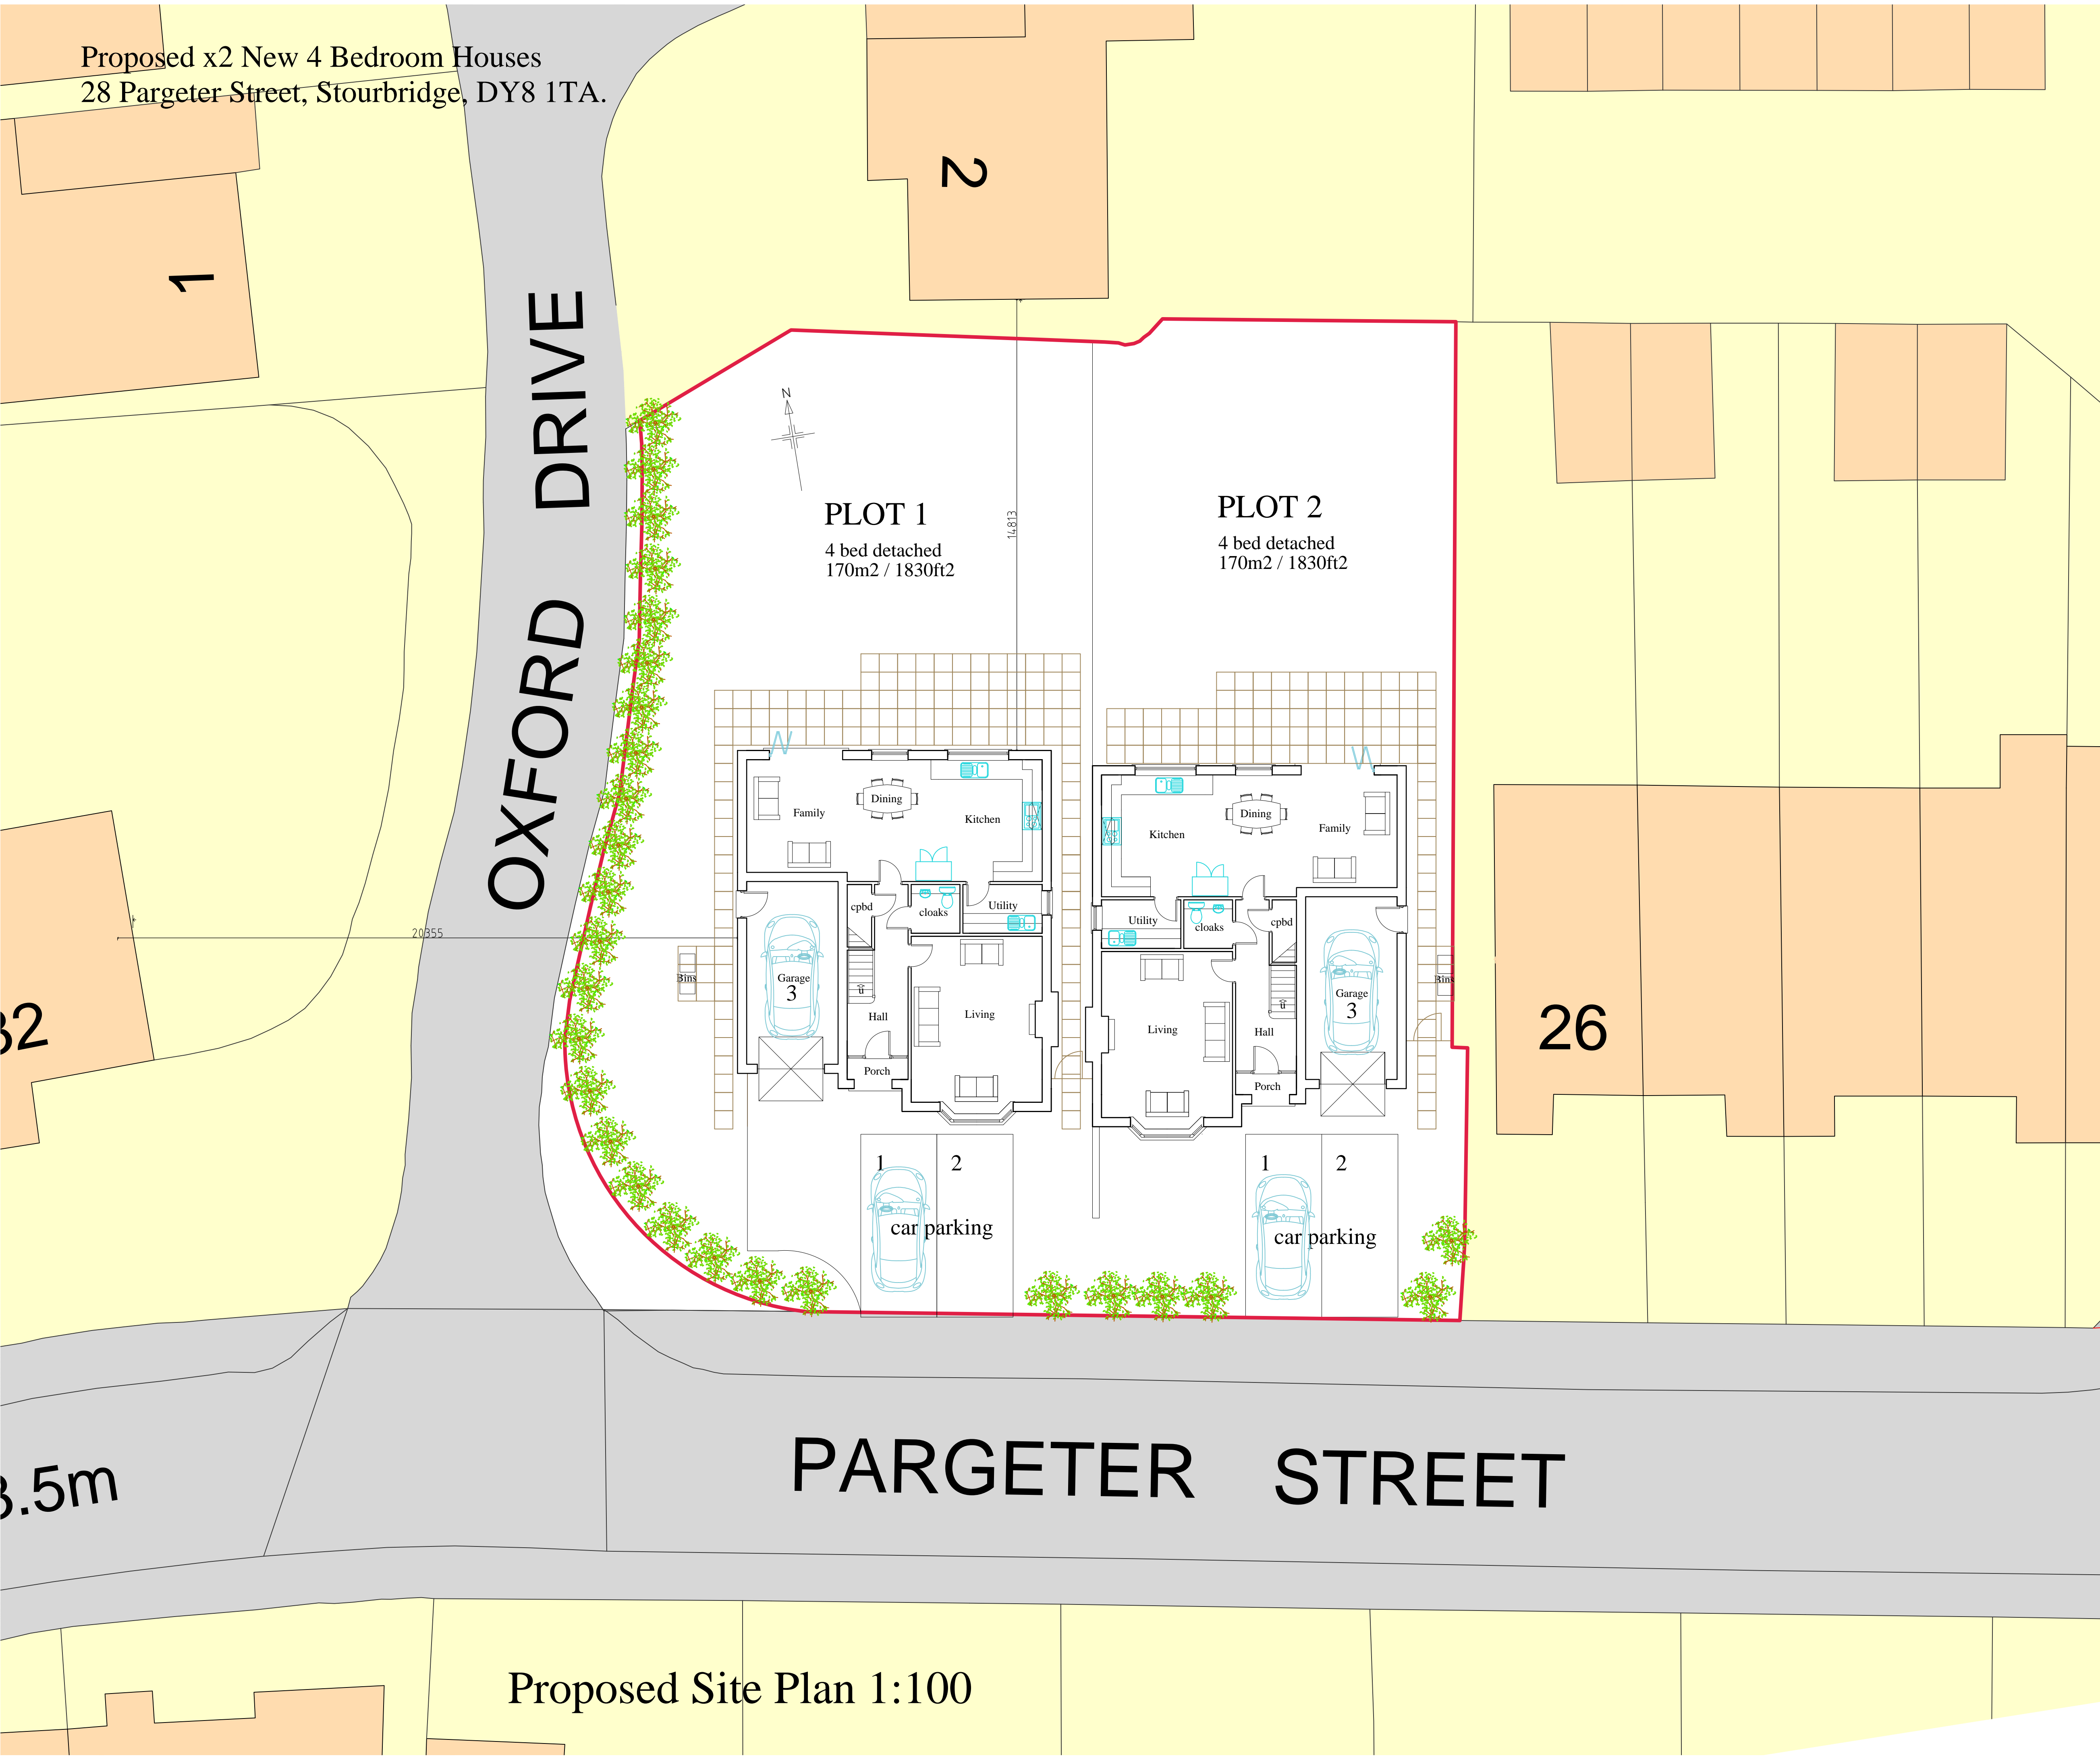 Proposed x2 New 4 Bedroom Houses
28 Pargeter Street, Stourbridge, DY8 1TA.
2
1
OXFORD DRIVE
N
PLOT 1
4 bed detached
170m2 / 1830ft2
14813
PLOT 2
4 bed detached
170m2 / 1830ft2
Family
Dining
Kitchen
cpbd
cloaks
Utility
Bins
Garage
3
Hall
Living
Porch
20355
Kitchen
Dining
Family
Utility
cloaks
cpbd
Living
Hall
Garage
3
Bins
Porch
26
1
2
car parking
1
2
car parking
PARGETER STREET
Proposed Site Plan 1:100